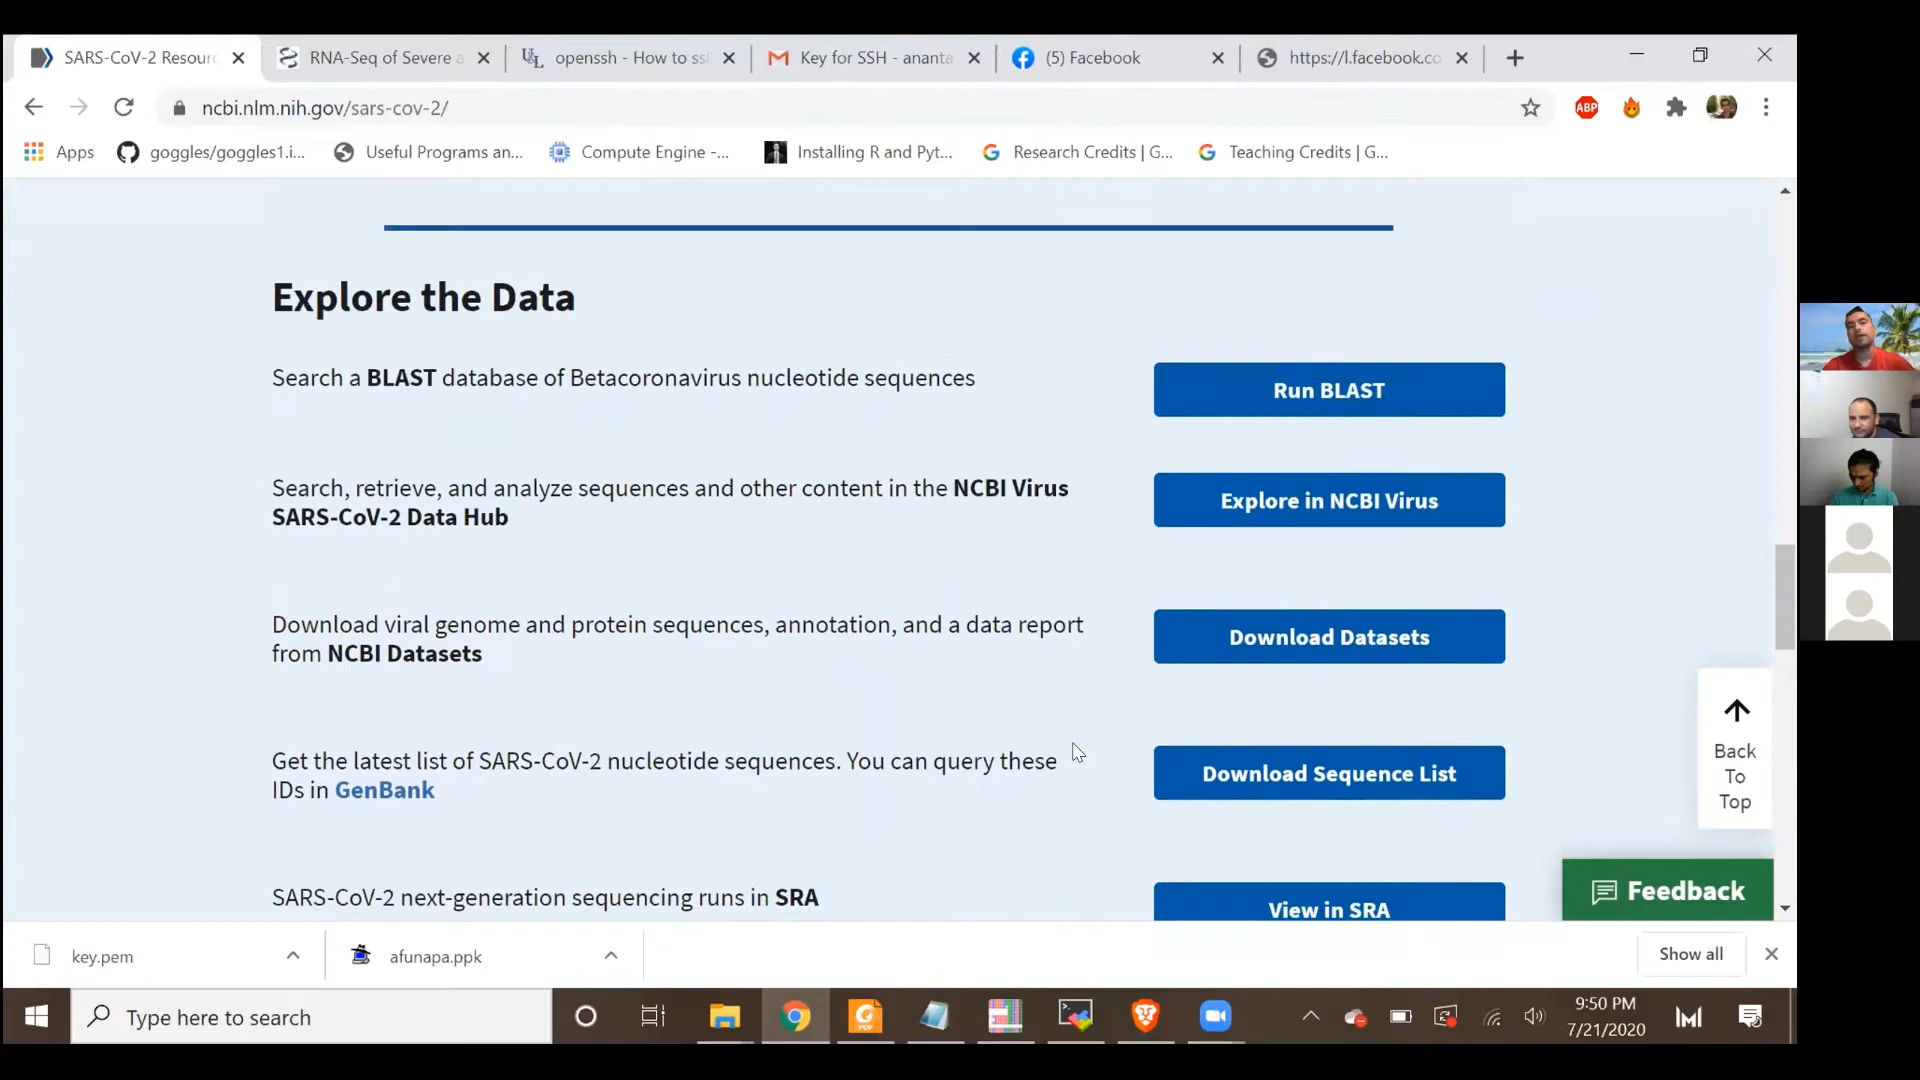 SARS-CoV-2 Resour
RNA-Seq of Severe a
openssh - How to ss
Key for SSH - ananta
(5) Facebook
https://l.facebook.co
ncbi.nlm.nih.gov/sars-cov-2/
ABP
Apps
goggles/goggles1.i...
Useful Programs an...
Compute Engine -...
Installing R and Pyt...
Research Credits | G...
Teaching Credits | G...
Explore the Data
Search a BLAST database of Betacoronavirus nucleotide sequences
Run BLAST
Search, retrieve, and analyze sequences and other content in the NCBI Virus
SARS-CoV-2 Data Hub
Explore in NCBI Virus
Download viral genome and protein sequences, annotation, and a data report
from NCBI Datasets
Download Datasets
Get the latest list of SARS-CoV-2 nucleotide sequences. You can query these
IDs in GenBank
Download Sequence List
SARS-CoV-2 next-generation sequencing runs in SRA
View in SRA
Back
To
Top
Feedback
key.pem
afunapa.ppk
Show all
Type here to search
PDF
9:50 PM
7/21/2020